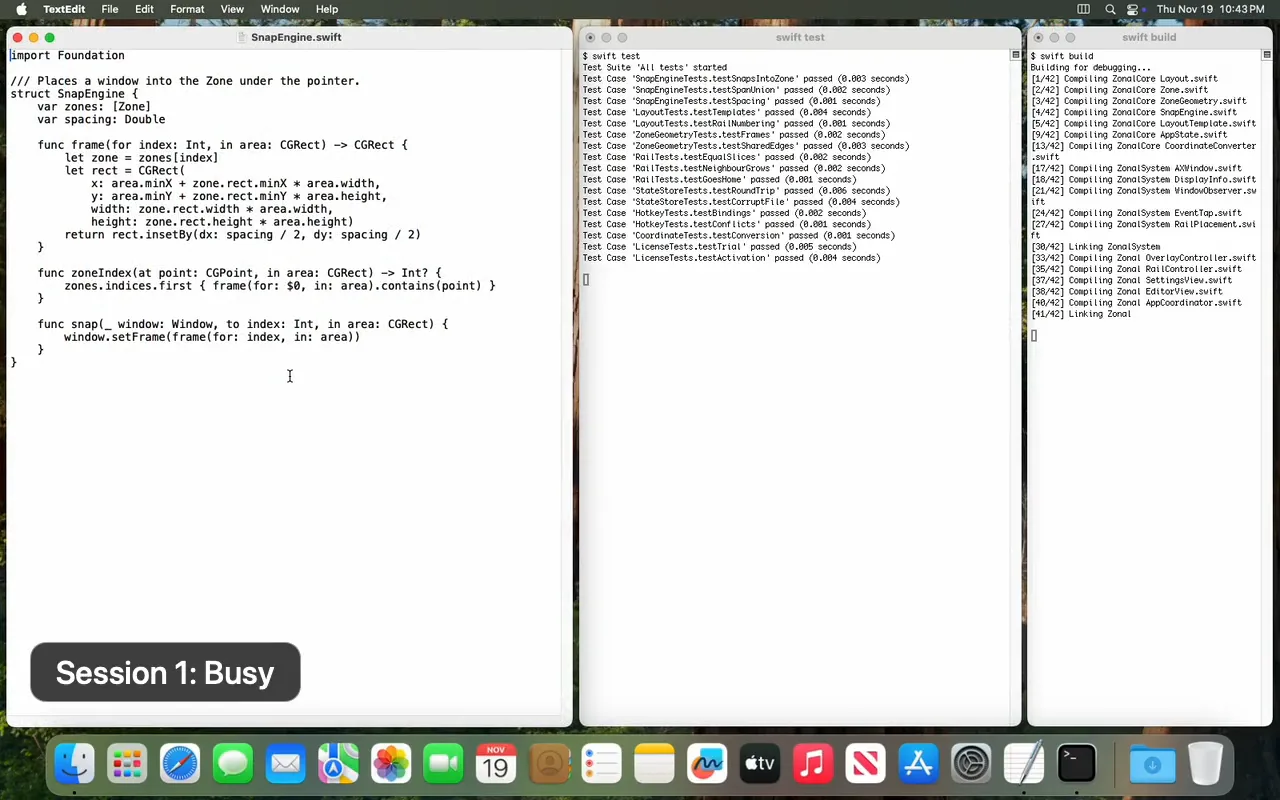 TextEdit File Edit Format View Window Help
Thu Nov 19 10:43 PM
SnapEngine.swift
import Foundation
/// Places a window into the Zone under the pointer.
struct SnapEngine {
var zones: [Zone]
var spacing: Double
func frame(for index: Int, in area: CGRect) -> CGRect {
let zone = zones[index]
let rect = CGRect(
x: area.minX + zone.rect.minX * area.width,
y: area.minY + zone.rect.minY * area.height,
width: zone.rect.width * area.width,
height: zone.rect.height * area.height)
return rect.insetBy(dx: spacing / 2, dy: spacing / 2)
}
func zoneIndex(at point: CGPoint, in area: CGRect) -> Int? {
zones.indices.first { frame(for: $0, in: area).contains(point) }
}
func snap(_ window: Window, to index: Int, in area: CGRect) {
window.setFrame(frame(for: index, in: area))
}
}
Session 1: Busy
swift test
$ swift test
Test Suite 'All tests' started
Test Case 'SnapEngineTests.testSnapsIntoZone' passed (0.003 seconds)
Test Case 'SnapEngineTests.testSpanUnion' passed (0.002 seconds)
Test Case 'SnapEngineTests.testSpacing' passed (0.001 seconds)
Test Case 'LayoutTests.testTemplates' passed (0.004 seconds)
Test Case 'LayoutTests.testRailNumbering' passed (0.001 seconds)
Test Case 'ZoneGeometryTests.testFrames' passed (0.002 seconds)
Test Case 'ZoneGeometryTests.testSharedEdges' passed (0.003 seconds)
Test Case 'RailTests.testEqualSlices' passed (0.002 seconds)
Test Case 'RailTests.testNeighbourGrows' passed (0.002 seconds)
Test Case 'RailTests.testRailGoesHome' passed (0.001 seconds)
Test Case 'StateStoreTests.testRoundTrip' passed (0.006 seconds)
Test Case 'StateStoreTests.testCorruptFile' passed (0.004 seconds)
Test Case 'HotkeyTests.testBindings' passed (0.002 seconds)
Test Case 'HotkeyTests.testConflicts' passed (0.001 seconds)
Test Case 'CoordinateTests.testConversion' passed (0.001 seconds)
Test Case 'LicenseTests.testTrial' passed (0.005 seconds)
Test Case 'LicenseTests.testActivation' passed (0.004 seconds)
swift build
$ swift build
Building for debugging...
[1/42] Compiling ZonalCore Layout.swift
[2/42] Compiling ZonalCore Zone.swift
[3/42] Compiling ZonalCore ZoneGeometry.swift
[4/42] Compiling ZonalCore SnapEngine.swift
[5/42] Compiling ZonalCore LayoutTemplate.swift
[9/42] Compiling ZonalCore AppState.swift
[13/42] Compiling ZonalCore CoordinateConverter
.swift
[17/42] Compiling ZonalSystem AXWindow.swift
[18/42] Compiling ZonalSystem DisplayInfo.swift
[21/42] Compiling ZonalSystem WindowObserver.sw
ift
[24/42] Compiling ZonalSystem EventTap.swift
[27/42] Compiling ZonalSystem RailPlacement.swi
ft
[30/42] Linking ZonalSystem
[33/42] Compiling Zonal OverlayController.swift
[35/42] Compiling Zonal RailController.swift
[37/42] Compiling Zonal SettingsView.swift
[38/42] Compiling Zonal EditorView.swift
[40/42] Compiling Zonal AppCoordinator.swift
[41/42] Linking Zonal
NOV
19
tv
>_